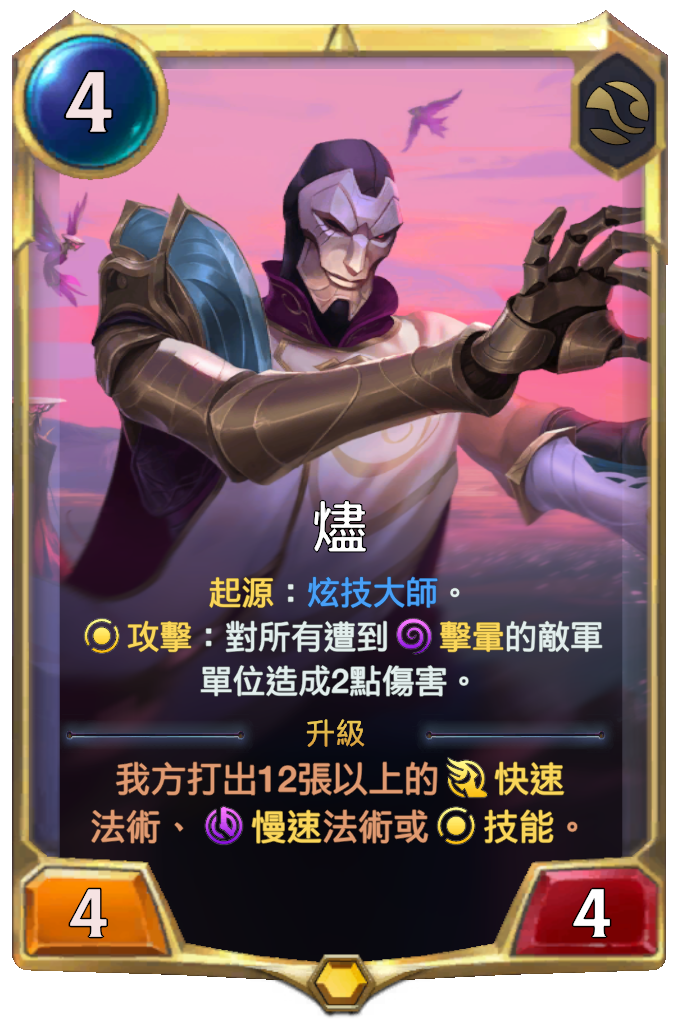 4
燼
起源：炫技大師。
攻擊：對所有遭到 擊暈的敵軍
單位造成2點傷害。
升級
我方打出12張以上的 快速
法術、 慢速法術或 技能。
4
4